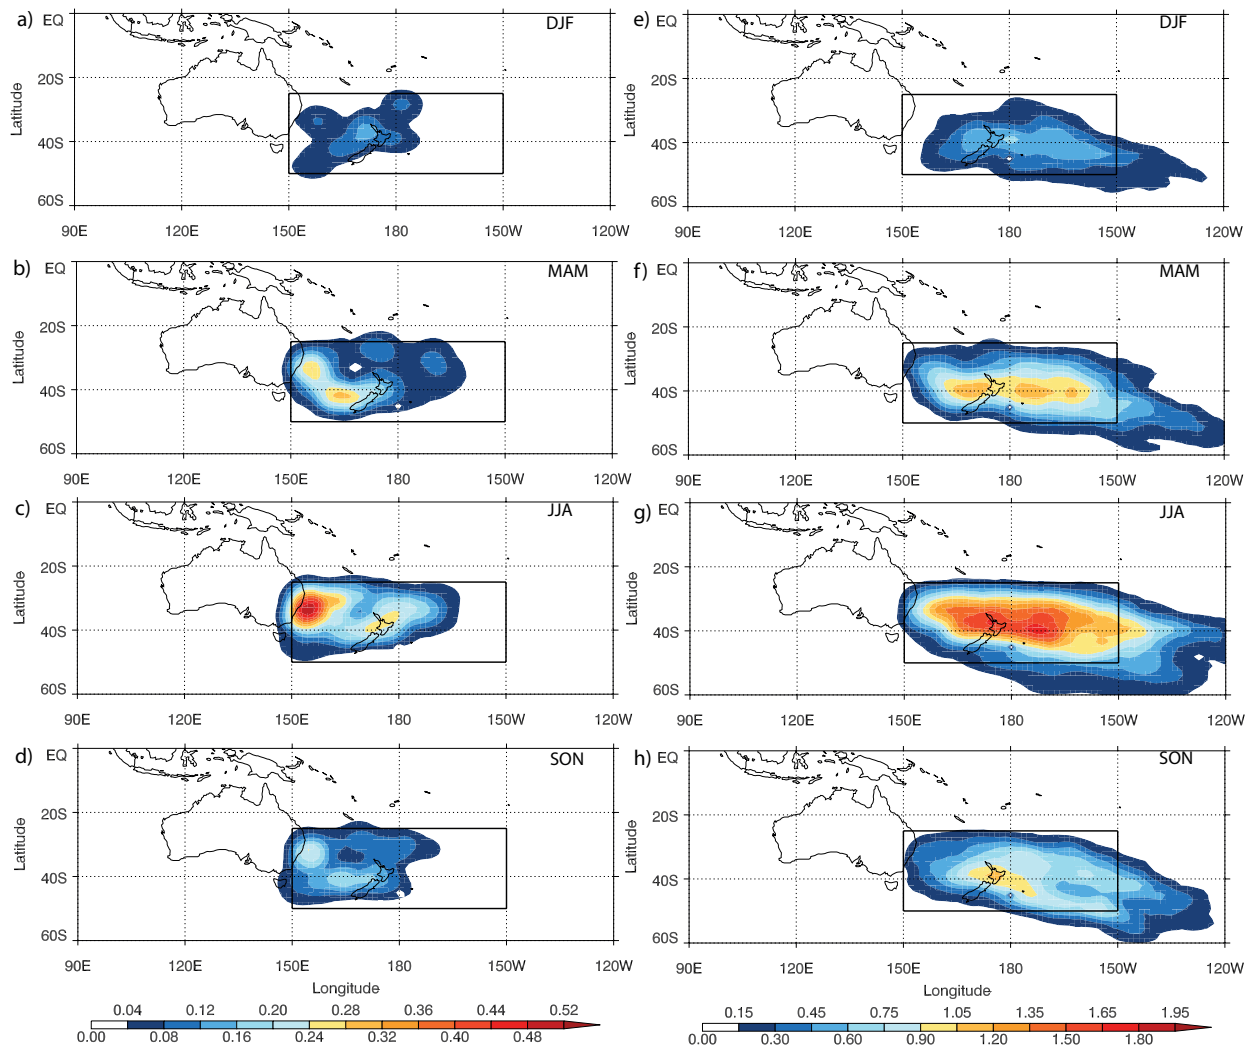 a)
DJF
EQ
20S
40S
60S
Latitude
90E 120E 150E 180 150W 120W
e)
DJF
EQ
20S
40S
60S
Latitude
90E 120E 150E 180 150W 120W
b)
MAM
EQ
20S
40S
60S
Latitude
90E 120E 150E 180 150W 120W
f)
MAM
EQ
20S
40S
60S
Latitude
90E 120E 150E 180 150W 120W
c)
JJA
EQ
20S
40S
60S
Latitude
90E 120E 150E 180 150W 120W
g)
JJA
EQ
20S
40S
60S
Latitude
90E 120E 150E 180 150W 120W
d)
SON
EQ
20S
40S
60S
Latitude
90E 120E 150E 180 150W 120W
Longitude
h)
SON
EQ
20S
40S
60S
Latitude
90E 120E 150E 180 150W 120W
Longitude
0.04 0.12 0.20 0.28 0.36 0.44 0.52
0.00 0.08 0.16 0.24 0.32 0.40 0.48
0.15 0.45 0.75 1.05 1.35 1.65 1.95
0.00 0.30 0.60 0.90 1.20 1.50 1.80